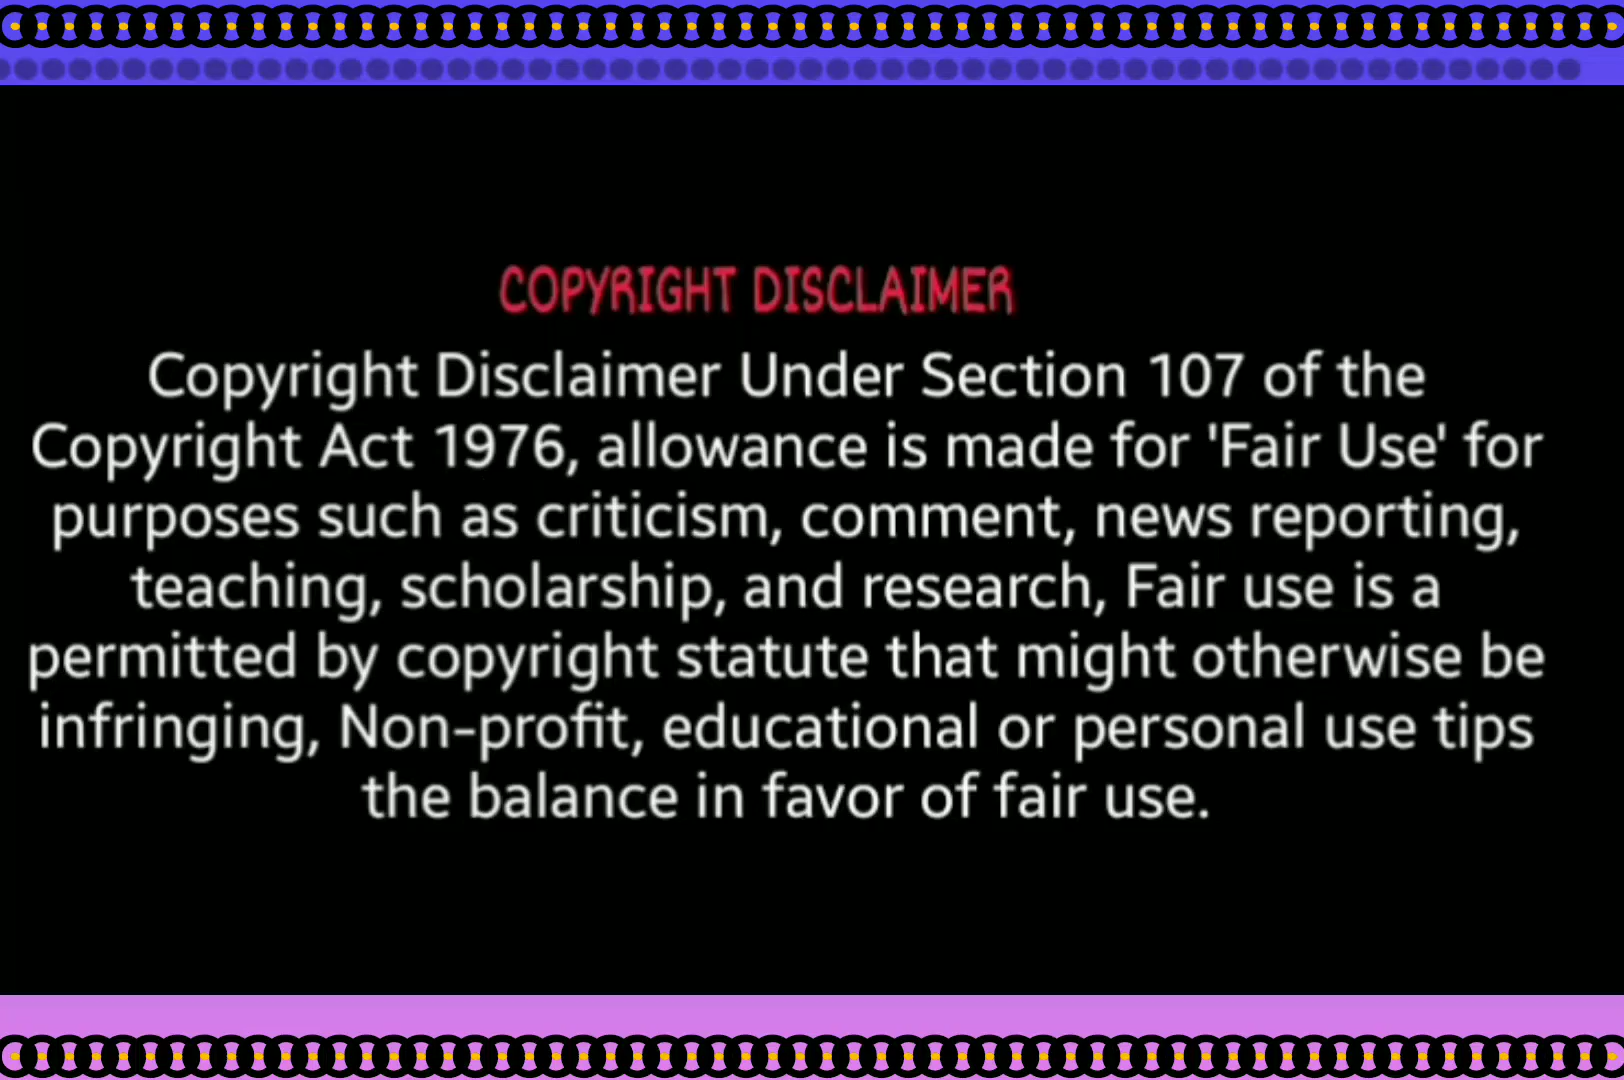 COPYRIGHT DISCLAIMER
Copyright Disclaimer Under Section 107 of the
Copyright Act 1976, allowance is made for 'Fair Use' for
purposes such as criticism, comment, news reporting,
teaching, scholarship, and research, Fair use is a
permitted by copyright statute that might otherwise be
infringing, Non-profit, educational or personal use tips
the balance in favor of fair use.